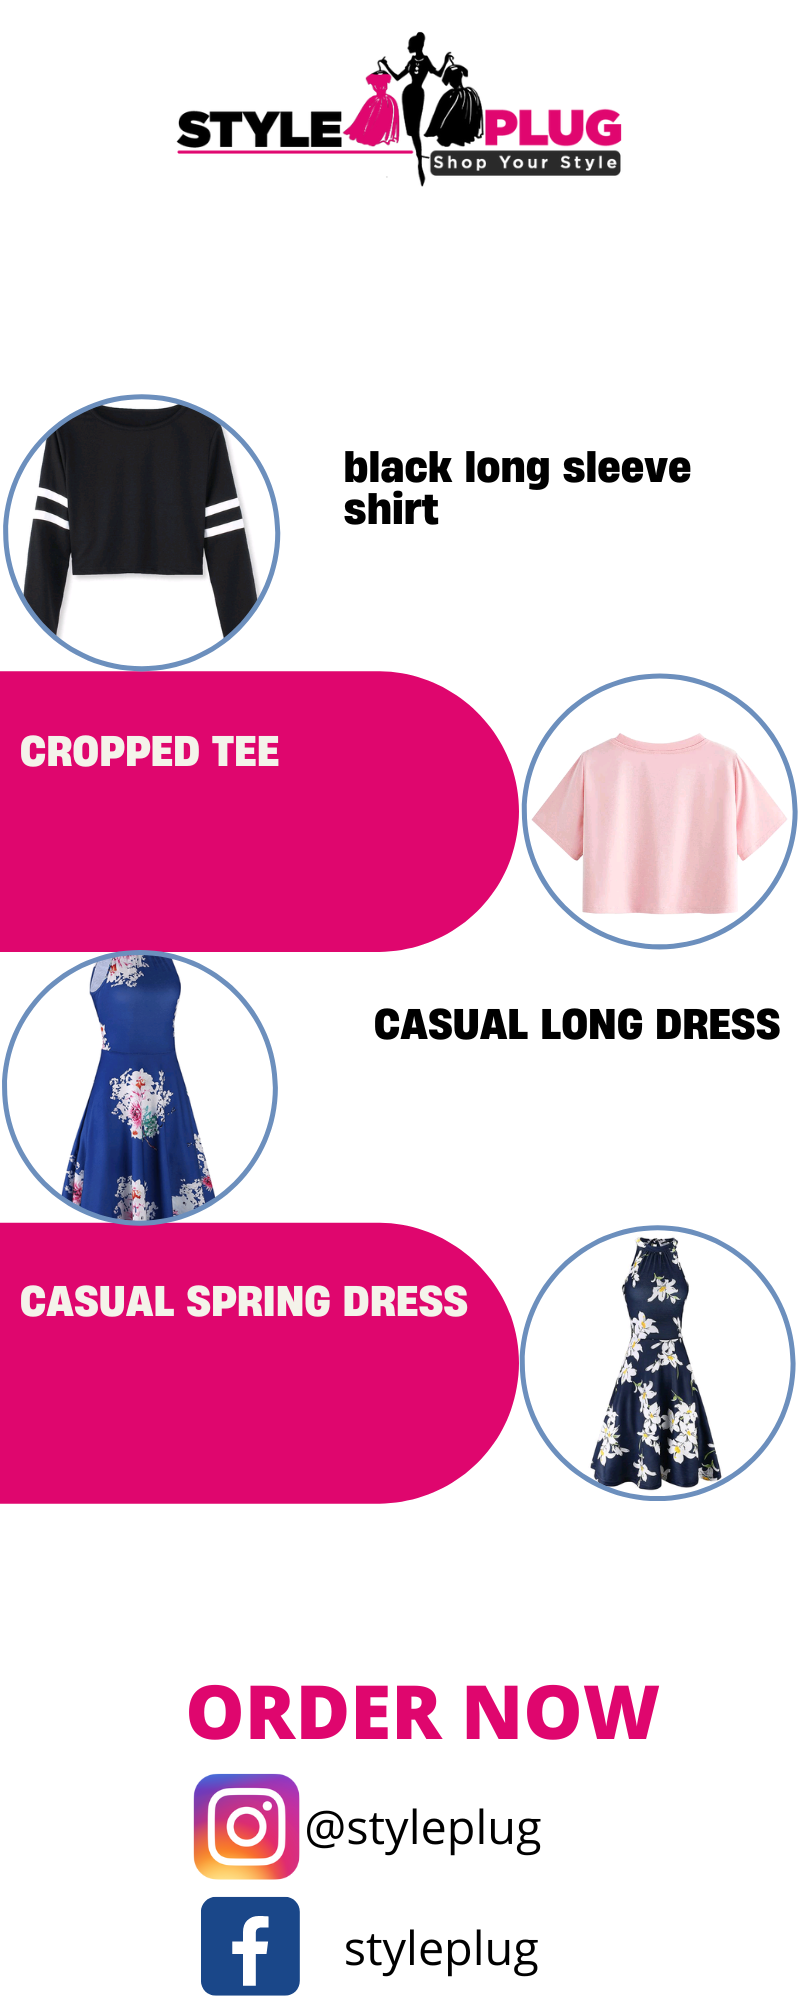 STYLE PLUG
Shop Your Style
black long sleeve
shirt
CROPPED TEE
CASUAL LONG DRESS
CASUAL SPRING DRESS
ORDER NOW
@styleplug
styleplug